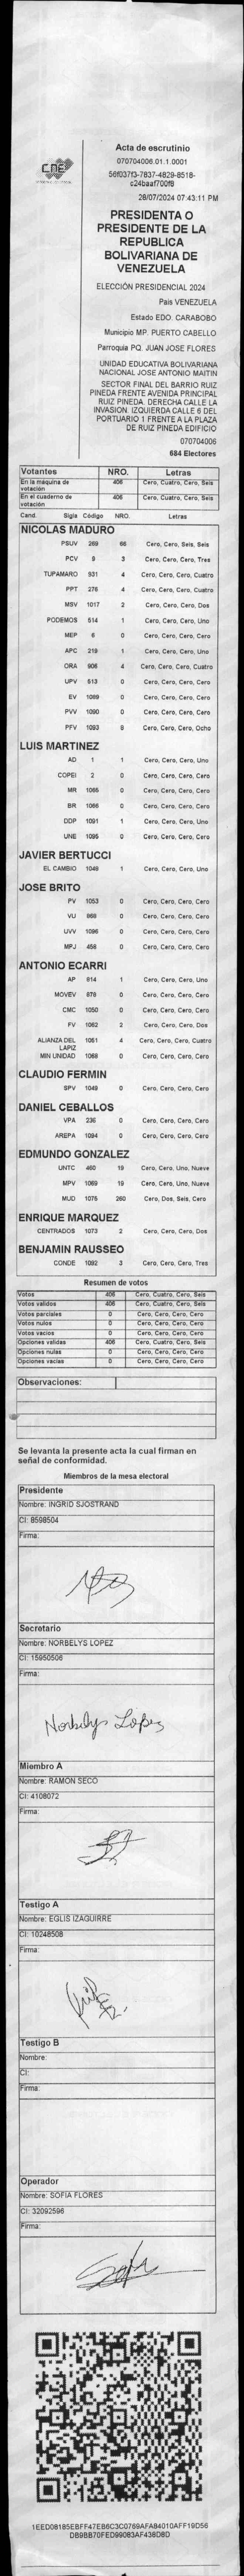 CNE
Acta de escrutinio
070704006.01.1.0001
56f037f3-7837-4829-8518-
c24baaf700f8
28/07/2024 07:43:11 PM
PRESIDENTA O
PRESIDENTE DE LA
REPUBLICA
BOLIVARIANA DE
VENEZUELA
ELECCIÓN PRESIDENCIAL 2024
Pais VENEZUELA
Estado EDO. CARABOBO
Municipio MP. PUERTO CABELLO
Parroquia PQ. JUAN JOSE FLORES
UNIDAD EDUCATIVA BOLIVARIANA
NACIONAL JOSE ANTONIO MAITIN
SECTOR FINAL DEL BARRIO RUIZ
PINEDA FRENTE AVENIDA PRINCIPAL
RUIZ PINEDA. DERECHA CALLE LA
INVASION. IZQUIERDA CALLE 6 DEL
PORTUARIO 1 FRENTE A LA PLAZA
DE RUIZ PINEDA EDIFICIO
070704006
684 Electores
Votantes NRO. Letras
En la máquina de votación 406 Cero, Cuatro, Cero, Seis
En el cuaderno de votación 406 Cero, Cuatro, Cero, Seis
Cand. Sigla Código NRO. Letras
NICOLAS MADURO
PSUV 269 66 Cero, Cero, Seis, Seis
PCV 9 3 Cero, Cero, Cero, Tres
TUPAMARO 931 4 Cero, Cero, Cero, Cuatro
PPT 275 4 Cero, Cero, Cero, Cuatro
MSV 1017 2 Cero, Cero, Cero, Dos
PODEMOS 514 1 Cero, Cero, Cero, Uno
MEP 6 0 Cero, Cero, Cero, Cero
APC 219 1 Cero, Cero, Cero, Uno
ORA 906 4 Cero, Cero, Cero, Cuatro
UPV 513 0 Cero, Cero, Cero, Cero
EV 1089 0 Cero, Cero, Cero, Cero
PVV 1090 0 Cero, Cero, Cero, Cero
PFV 1093 8 Cero, Cero, Cero, Ocho
LUIS MARTINEZ
AD 1 1 Cero, Cero, Cero, Uno
COPEI 2 0 Cero, Cero, Cero, Cero
MR 1065 0 Cero, Cero, Cero, Cero
BR 1066 0 Cero, Cero, Cero, Cero
DDP 1091 1 Cero, Cero, Cero, Uno
UNE 1095 0 Cero, Cero, Cero, Cero
JAVIER BERTUCCI
EL CAMBIO 1048 1 Cero, Cero, Cero, Uno
JOSE BRITO
PV 1053 0 Cero, Cero, Cero, Cero
VU 968 0 Cero, Cero, Cero, Cero
UVV 1096 0 Cero, Cero, Cero, Cero
MPJ 458 0 Cero, Cero, Cero, Cero
ANTONIO ECARRI
AP 914 1 Cero, Cero, Cero, Uno
MOVEV 979 0 Cero, Cero, Cero, Cero
CMC 1050 0 Cero, Cero, Cero, Cero
FV 1062 2 Cero, Cero, Cero, Dos
ALIANZA DEL LAPIZ 1051 4 Cero, Cero, Cero, Cuatro
MIN UNIDAD 1068 0 Cero, Cero, Cero, Cero
CLAUDIO FERMIN
SPV 1049 0 Cero, Cero, Cero, Cero
DANIEL CEBALLOS
VPA 236 0 Cero, Cero, Cero, Cero
AREPA 1094 0 Cero, Cero, Cero, Cero
EDMUNDO GONZALEZ
UNTC 460 19 Cero, Cero, Uno, Nueve
MPV 1069 19 Cero, Cero, Uno, Nueve
MUD 1075 260 Cero, Dos, Seis, Cero
ENRIQUE MARQUEZ
CENTRADOS 1073 2 Cero, Cero, Cero, Dos
BENJAMIN RAUSSEO
CONDE 1092 3 Cero, Cero, Cero, Tres
Resumen de votos
Votos 406 Cero, Cuatro, Cero, Seis
Votos validos 406 Cero, Cuatro, Cero, Seis
Votos parciales 0 Cero, Cero, Cero, Cero
Votos nulos 0 Cero, Cero, Cero, Cero
Votos vacios 0 Cero, Cero, Cero, Cero
Opciones validas 406 Cero, Cuatro, Cero, Seis
Opciones nulas 0 Cero, Cero, Cero, Cero
Opciones vacias 0 Cero, Cero, Cero, Cero
Observaciones:
Se levanta la presente acta la cual firman en
señal de conformidad.
Miembros de la mesa electoral
Presidente
Nombre: INGRID SJOSTRAND
CI: 8598504
Firma:
Secretario
Nombre: NORBELYS LOPEZ
CI: 15950506
Firma:
Norbelys López
Miembro A
Nombre: RAMON SECO
CI: 4108072
Firma:
Testigo A
Nombre: EGLIS IZAGUIRRE
CI: 10248508
Firma:
Testigo B
Nombre:
CI:
Firma:
Operador
Nombre: SOFIA FLORES
CI: 32092596
Firma:
1EED08185EBFF47EB6C3C0769AFA84010AFF19D56
DB9BB70FED99083AF438D8D